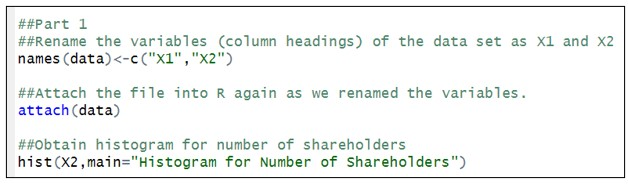 ##Part 1
##Rename the variables (column headings) of the data set as X1 and X2
names(data)<-c("X1","X2")
##Attach the file into R again as we renamed the variables.
attach(data)
##Obtain histogram for number of shareholders
hist(X2,main="Histogram for Number of Shareholders")